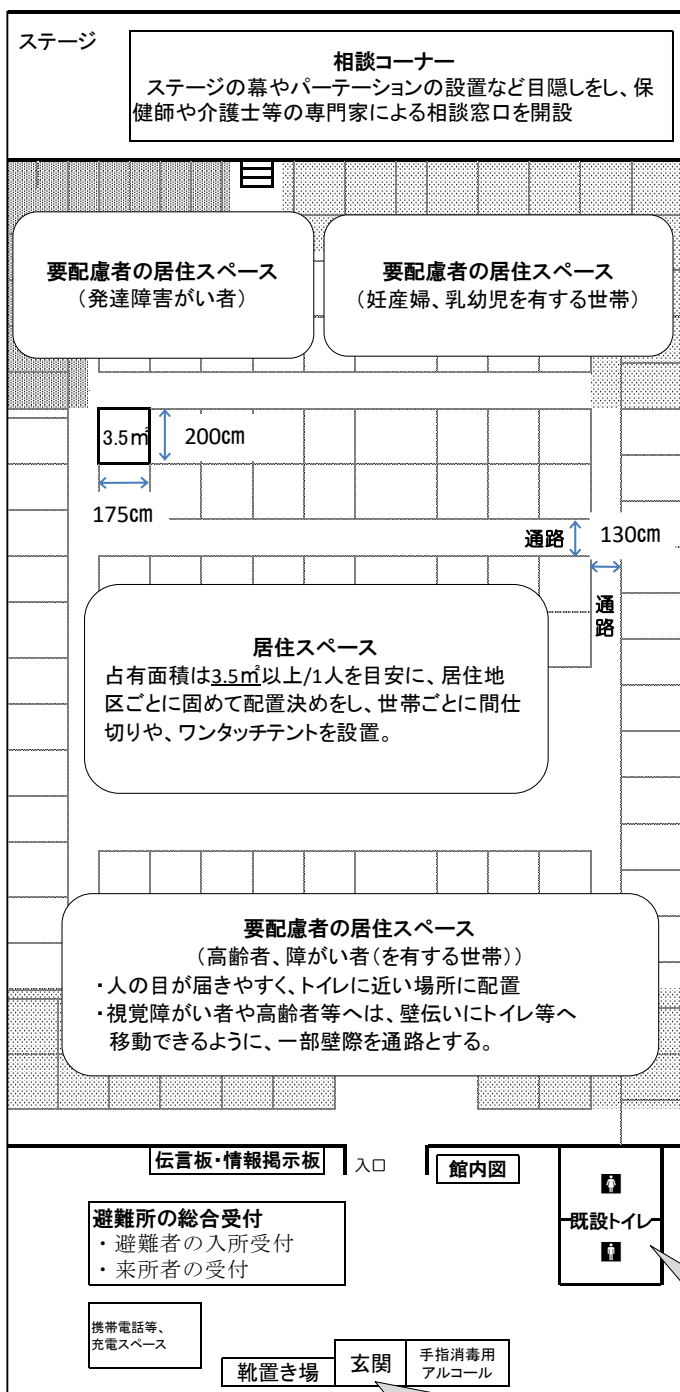 ステージ
相談コーナー
ステージの幕やパーテーションの設置など目隠しをし、保
健師や介護士等の専門家による相談窓口を開設
要配慮者の居住スペース
（発達障害がい者）
要配慮者の居住スペース
（妊産婦、乳幼児を有する世帯）
3.5㎡
200cm
175cm
通路
130cm
通路
居住スペース
占有面積は3.5㎡以上/1人を目安に、居住地
区ごとに固めて配置決めをし、世帯ごとに間仕
切りや、ワンタッチテントを設置。
要配慮者の居住スペース
（高齢者、障がい者（を有する世帯））
・人の目が届きやすく、トイレに近い場所に配置
・視覚障がい者や高齢者等へは、壁伝いにトイレ等へ
移動できるように、一部壁際を通路とする。
伝言板・情報掲示板
入口
館内図
避難所の総合受付
・避難者の入所受付
・来所者の受付
既設トイレ
携帯電話等、
充電スペース
靴置き場
玄関
手指消毒用
アルコール